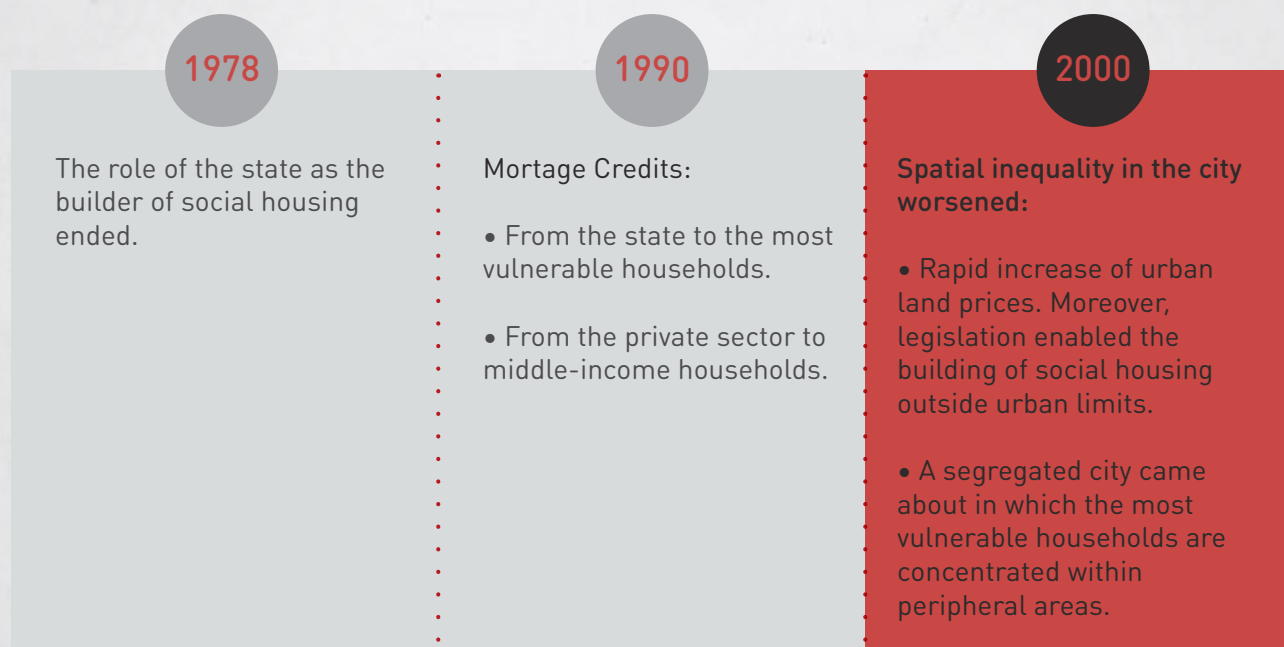 1978
The role of the state as the
builder of social housing
ended.
1990
Mortage Credits:
• From the state to the most
vulnerable households.
• From the private sector to
middle-income households.
2000
Spatial inequality in the city
worsened:
• Rapid increase of urban
land prices. Moreover,
legislation enabled the
building of social housing
outside urban limits.
• A segregated city came
about in which the most
vulnerable households are
concentrated within
peripheral areas.